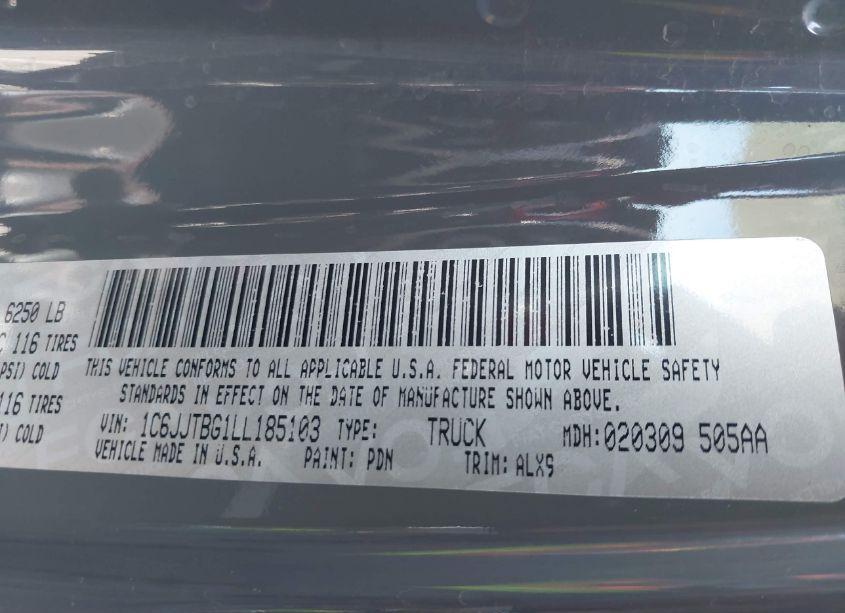 6250 LB
116 TIRES
PSI) COLD
116 TIRES
I) COLD
THIS VEHICLE CONFORMS TO ALL APPLICABLE U.S.A. FEDERAL MOTOR VEHICLE SAFETY
STANDARDS IN EFFECT ON THE DATE OF MANUFACTURE SHOWN ABOVE.
VIN: 1C6JJTBG1LL185103 TYPE: TRUCK MDH:020309 505AA
VEHICLE MADE IN U.S.A. PAINT: PDN TRIM: ALX9